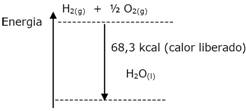 H₂(g) + ½ O₂(g)
Energia
68,3 kcal (calor liberado)
H₂O(l)